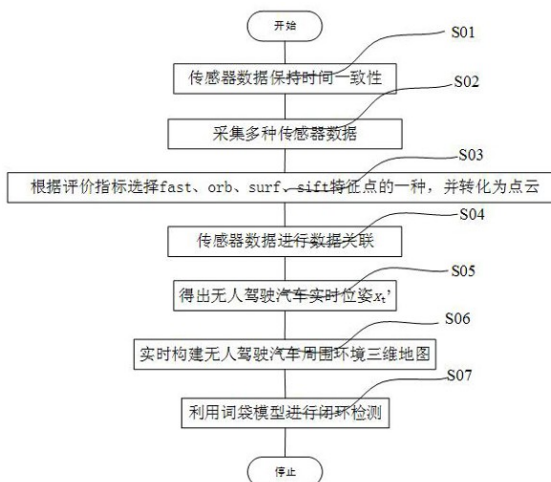 开始
S01
传感器数据保持时间一致性
S02
采集多种传感器数据
S03
根据评价指标选择fast、orb、surf、sift特征点的一种，并转化为点云
S04
传感器数据进行数据关联
S05
得出无人驾驶汽车实时位姿xt'
S06
实时构建无人驾驶汽车周围环境三维地图
S07
利用词袋模型进行闭环检测
停止